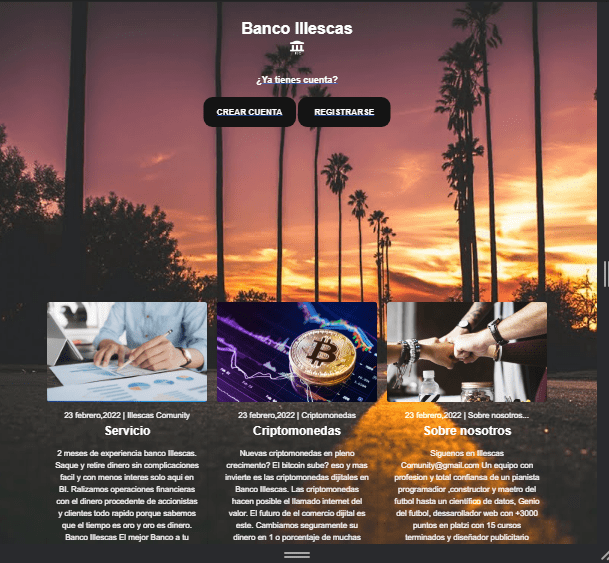 Banco Illescas
¿Ya tienes cuenta?
CREAR CUENTA
REGISTRARSE
23 febrero,2022 | Illescas Comunity
Servicio
2 meses de experiencia banco Illescas.
Saque y retire dinero sin complicaciones
facil y con menos interes solo aqui en
BI. Ralizamos operaciones financieras
con el dinero procedente de accionistas
y clientes todo rapido porque sabemos
que el tiempo es oro y oro es dinero.
Banco Illescas El mejor Banco a tu
23 febrero,2022 | Criptomonedas
Criptomonedas
Nuevas criptomonedas en pleno
crecimiento? El bitcoin sube? eso y mas
invierte es las criptomonedas dijitales en
Banco Illescas. Las criptomonedas
hacen posible el llamado internet del
valor. El futuro de el comercio dijital es
este. Cambiamos seguramente su
dinero en 1 o porcentaje de muchas
23 febrero,2022 | Sobre nosotros...
Sobre nosotros
Siguenos en Illescas
Comunity@gmail.com Un equipo con
profesion y total confiansa de un pianista
programador ,constructor y maetro del
futbol hasta un científico de datos, Genio
del futbol, dessarollador web con +3000
puntos en platzi con 15 cursos
terminados y diseñador publicitario